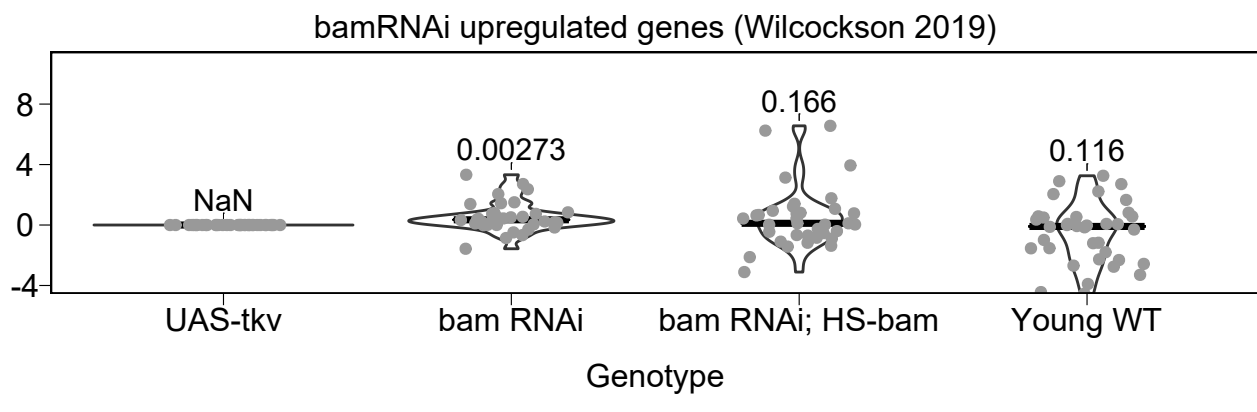 bamRNAi upregulated genes (Wilcockson 2019)
8
4
0
-4
NaN
0.00273
0.166
0.116
UAS-tkv
bam RNAi
bam RNAi; HS-bam
Young WT
Genotype